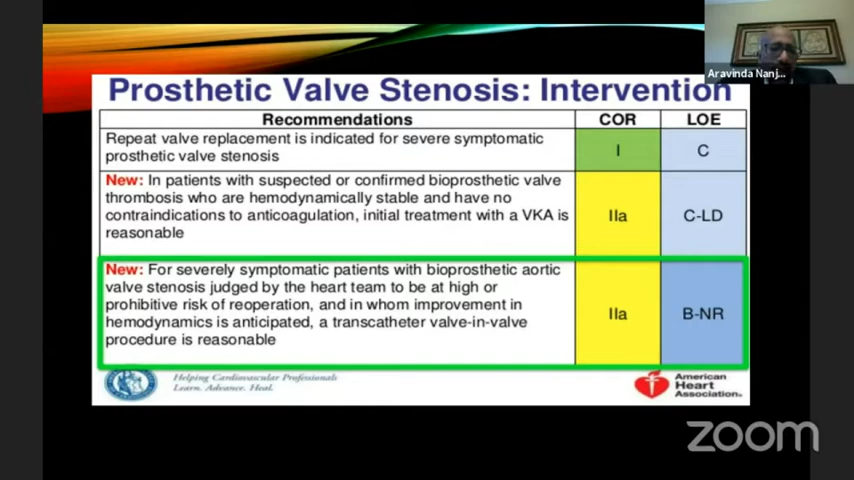 Aravinda Nanj...
Prosthetic Valve Stenosis: Intervention
Recommendations COR LOE
Repeat valve replacement is indicated for severe symptomatic
prosthetic valve stenosis
I C
New: In patients with suspected or confirmed bioprosthetic valve
thrombosis who are hemodynamically stable and have no
contraindications to anticoagulation, initial treatment with a VKA is
reasonable
IIa C-LD
New: For severely symptomatic patients with bioprosthetic aortic
valve stenosis judged by the heart team to be at high or
prohibitive risk of reoperation, and in whom improvement in
hemodynamics is anticipated, a transcatheter valve-in-valve
procedure is reasonable
IIa B-NR
Helping Cardiovascular Professionals
Learn. Advance. Heal.
American
Heart
Association
zoom